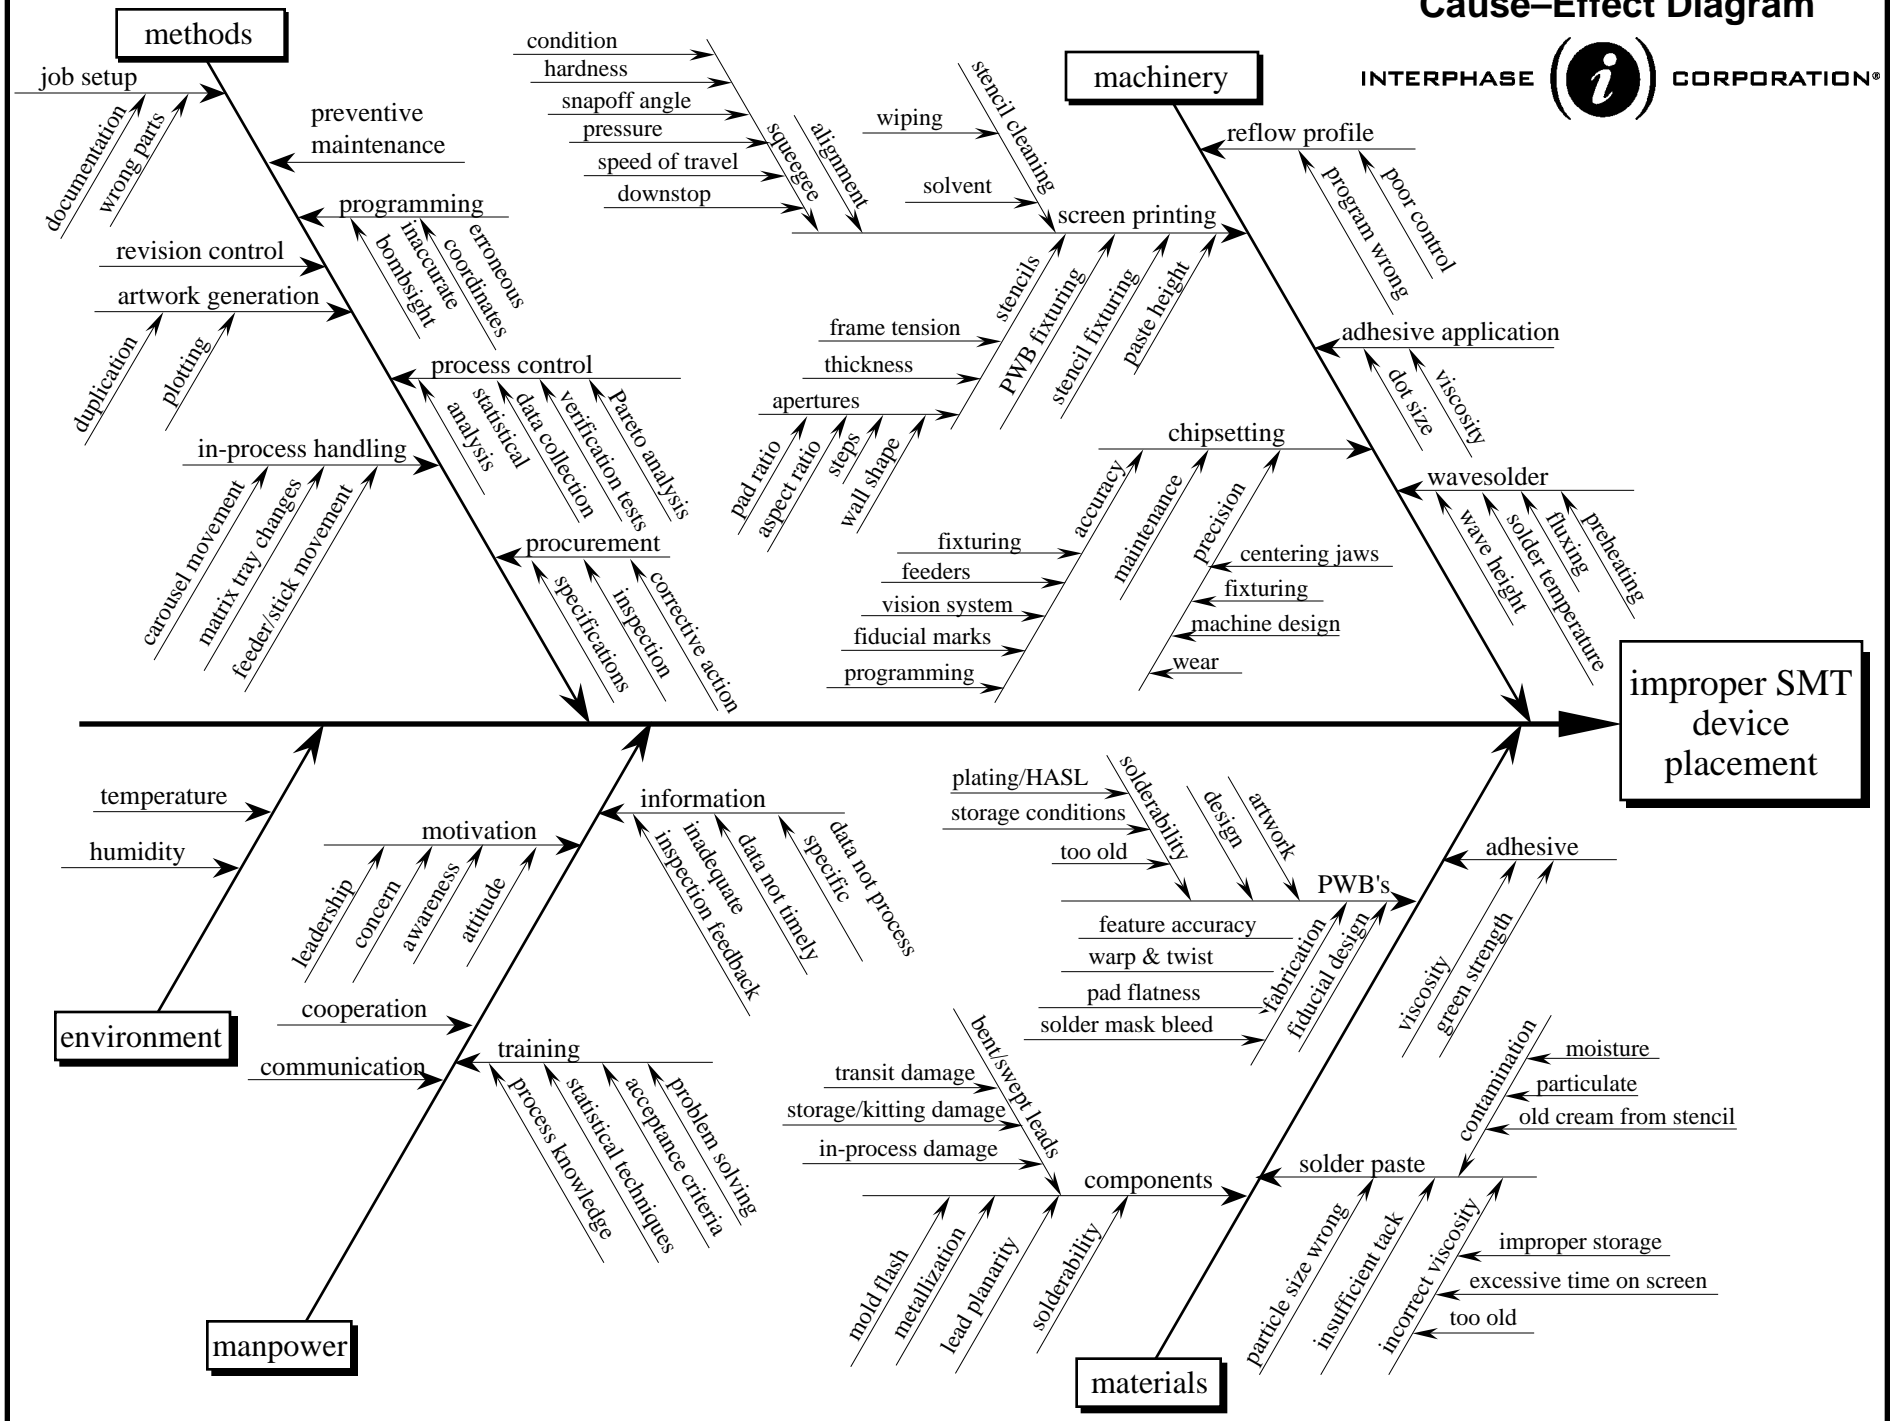 Cause–Effect Diagram
INTERPHASE
i
CORPORATION®
methods
job setup
documentation
wrong parts
preventive
maintenance
programming
bombsight
inaccurate
coordinates
erroneous
revision control
artwork generation
duplication
plotting
process control
analysis
statistical
data collection
verification tests
Pareto analysis
in-process handling
carousel movement
matrix tray changes
feeder/stick movement
procurement
specifications
inspection
corrective action
machinery
condition
hardness
snapoff angle
pressure
speed of travel
downstop
squeegee
alignment
wiping
solvent
stencil cleaning
screen printing
stencils
PWB fixturing
stencil fixturing
paste height
frame tension
thickness
apertures
pad ratio
aspect ratio
steps
wall shape
reflow profile
program wrong
poor control
adhesive application
dot size
viscosity
chipsetting
accuracy
maintenance
precision
fixturing
feeders
vision system
fiducial marks
programming
centering jaws
fixturing
machine design
wear
wavesolder
wave height
solder temperature
fluxing
preheating
improper SMT
device
placement
environment
temperature
humidity
manpower
motivation
leadership
concern
awareness
attitude
information
inspection feedback
inadequate
data not timely
specific
data not process
cooperation
communication
training
process knowledge
statistical techniques
acceptance criteria
problem solving
materials
plating/HASL
storage conditions
too old
solderability
design
artwork
PWB's
feature accuracy
warp & twist
pad flatness
solder mask bleed
fabrication
fiducial design
adhesive
viscosity
green strength
transit damage
storage/kitting damage
in-process damage
bent/swept leads
components
mold flash
metallization
lead planarity
solderability
solder paste
contamination
moisture
particulate
old cream from stencil
particle size wrong
insufficient tack
incorrect viscosity
improper storage
excessive time on screen
too old